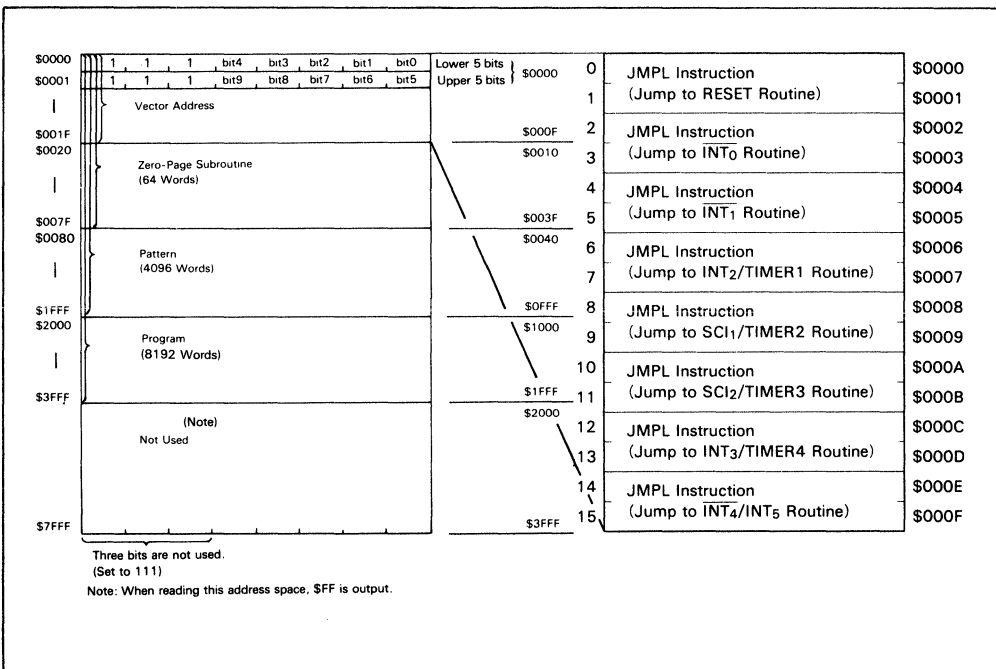 $0000 1 1 1 bit4 bit3 bit2 bit1 bit0 Lower 5 bits
$0001 1 1 1 bit9 bit8 bit7 bit6 bit5 Upper 5 bits
$0000
Vector Address
$001F
$000F
$0020
$0010
Zero-Page Subroutine
(64 Words)
$007F
$003F
$0080
$0040
Pattern
(4096 Words)
$1FFF
$0FFF
$2000
$1000
Program
(8192 Words)
$3FFF
$1FFF
$2000
(Note)
Not Used
$7FFF
$3FFF
Three bits are not used.
(Set to 111)
Note: When reading this address space, $FF is output.
0 JMPL Instruction $0000
1 (Jump to RESET Routine) $0001
2 JMPL Instruction $0002
3 (Jump to INT₀ Routine) $0003
4 JMPL Instruction $0004
5 (Jump to INT₁ Routine) $0005
6 JMPL Instruction $0006
7 (Jump to INT₂/TIMER1 Routine) $0007
8 JMPL Instruction $0008
9 (Jump to SCI₁/TIMER2 Routine) $0009
10 JMPL Instruction $000A
11 (Jump to SCI₂/TIMER3 Routine) $000B
12 JMPL Instruction $000C
13 (Jump to INT₃/TIMER4 Routine) $000D
14 JMPL Instruction $000E
15 (Jump to INT₄/INT₅ Routine) $000F